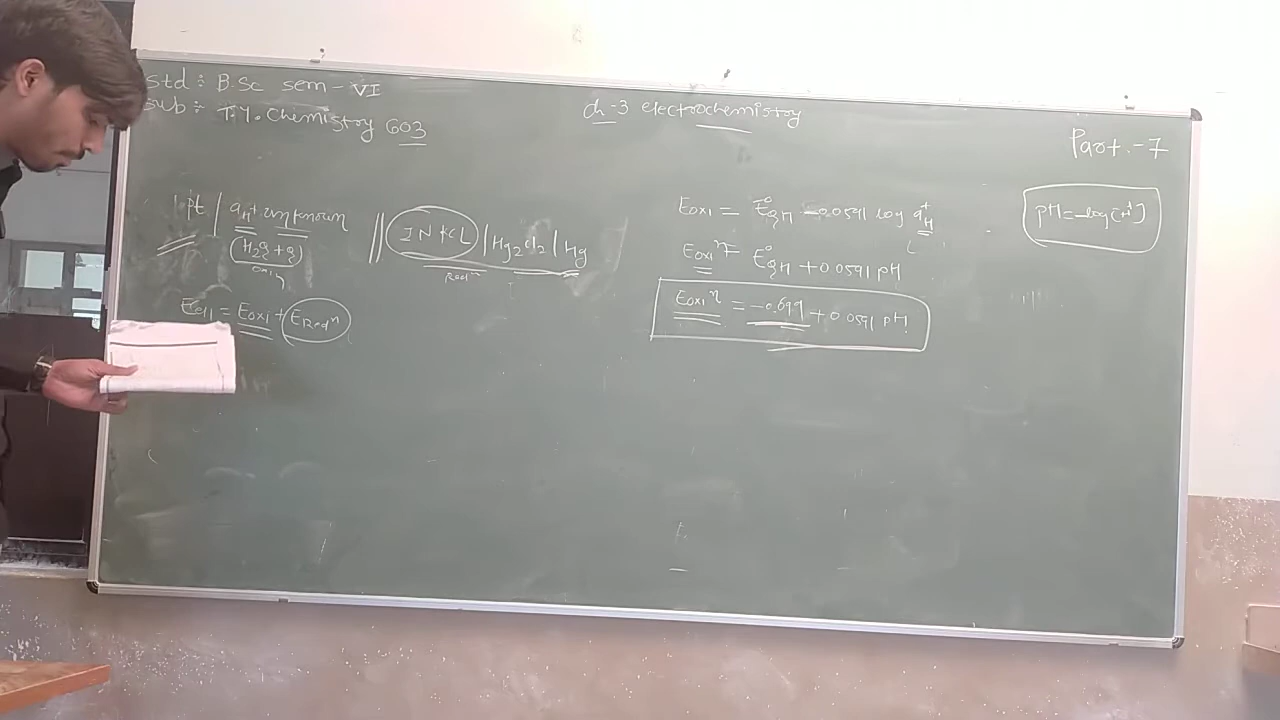 Std : B.Sc sem - VI
Sub : T.Y. Chemistry 603
ch-3 electrochemistry
Part.-7
Pt | aH+ unknown || 1N KCL | Hg2Cl2 | Hg
(H2Q + Q)
Redn
Ecell = Eoxi + ERedn
Eoxi = E°QH - 0.0591 log aH+
Eoxin = E°QH + 0.0591 pH
Eoxin = -0.699 + 0.0591 pH
pH = -log[H+]